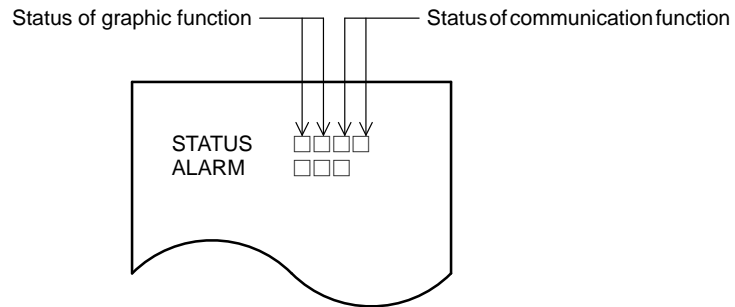 Status of graphic function
Status of communication function
STATUS □□□□
ALARM □□□